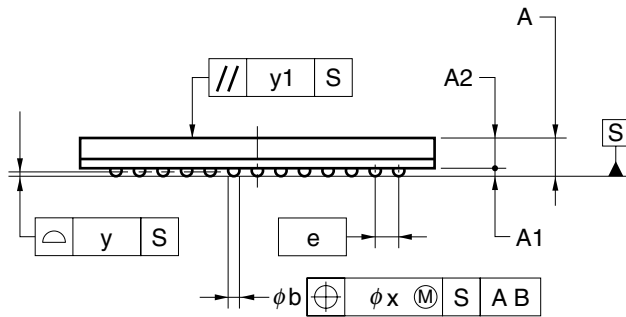 A
// y1 S
A2
S
⌓ y S
e
A1
φb ⌖ φx Ⓜ S A B